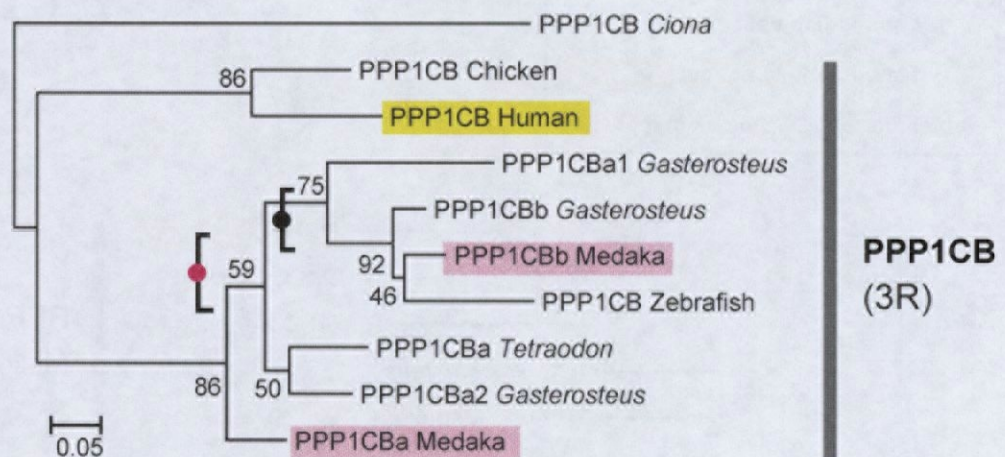 PPP1CB Ciona
86
PPP1CB Chicken
PPP1CB Human
75
PPP1CBa1 Gasterosteus
PPP1CBb Gasterosteus
92
PPP1CBb Medaka
59
46
PPP1CB Zebrafish
PPP1CB
(3R)
PPP1CBa Tetraodon
86
50
PPP1CBa2 Gasterosteus
PPP1CBa Medaka
0.05